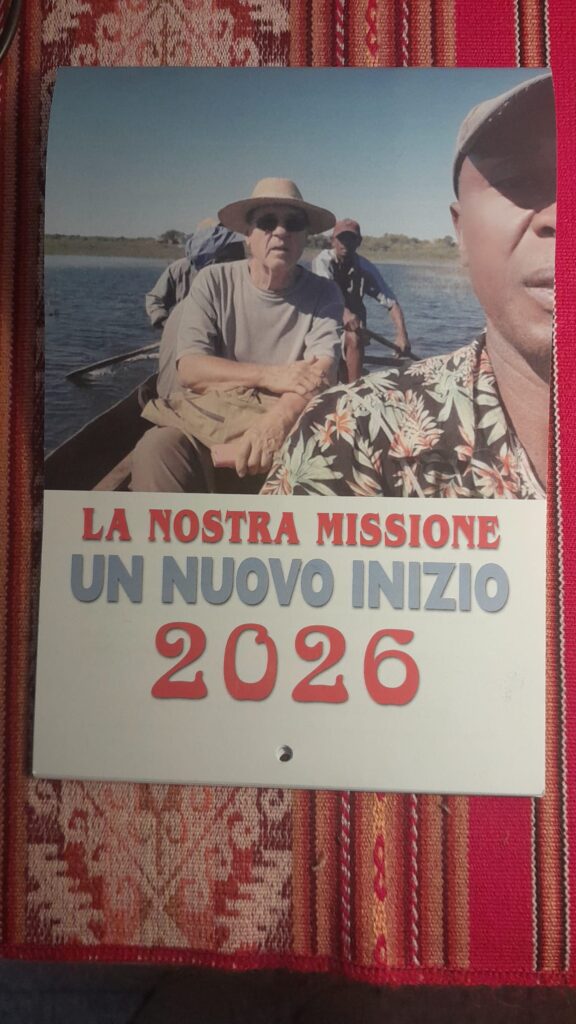 LA NOSTRA MISSIONE
UN NUOVO INIZIO
2026